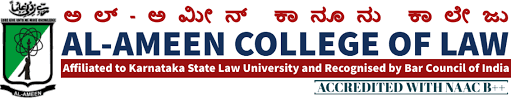 ಅಲ್ - ಅಮೀನ್ ಕಾನೂನು ಕಾಲೇಜು
AL-AMEEN COLLEGE OF LAW
Affiliated to Karnataka State Law University and Recognised by Bar Council of India
ACCREDITED WITH NAAC B++
AL-AMEEN